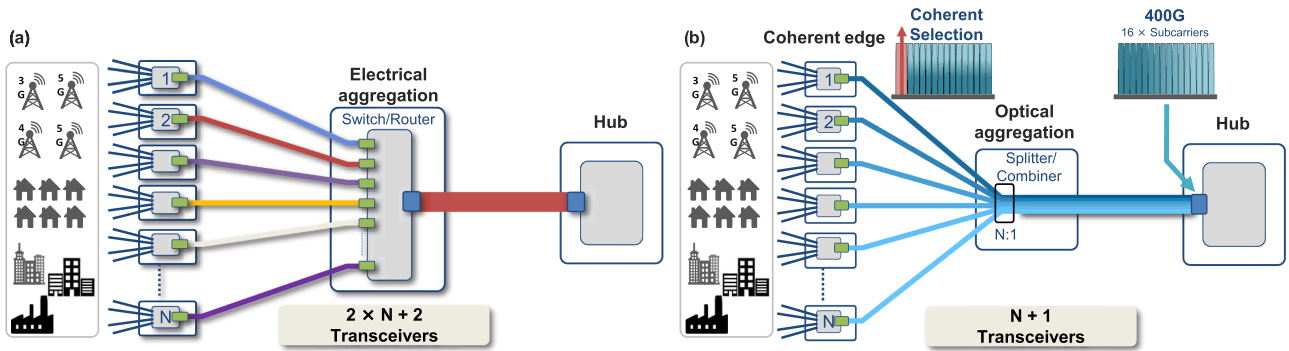 (a)
3
G
5
G
4
G
5
G
1
2
N
Electrical
aggregation
Switch/Router
Hub
2 × N + 2
Transceivers
(b)
Coherent edge
Coherent
Selection
400G
16 × Subcarriers
3
G
5
G
4
G
5
G
1
2
N
Optical
aggregation
Splitter/
Combiner
N:1
Hub
N + 1
Transceivers